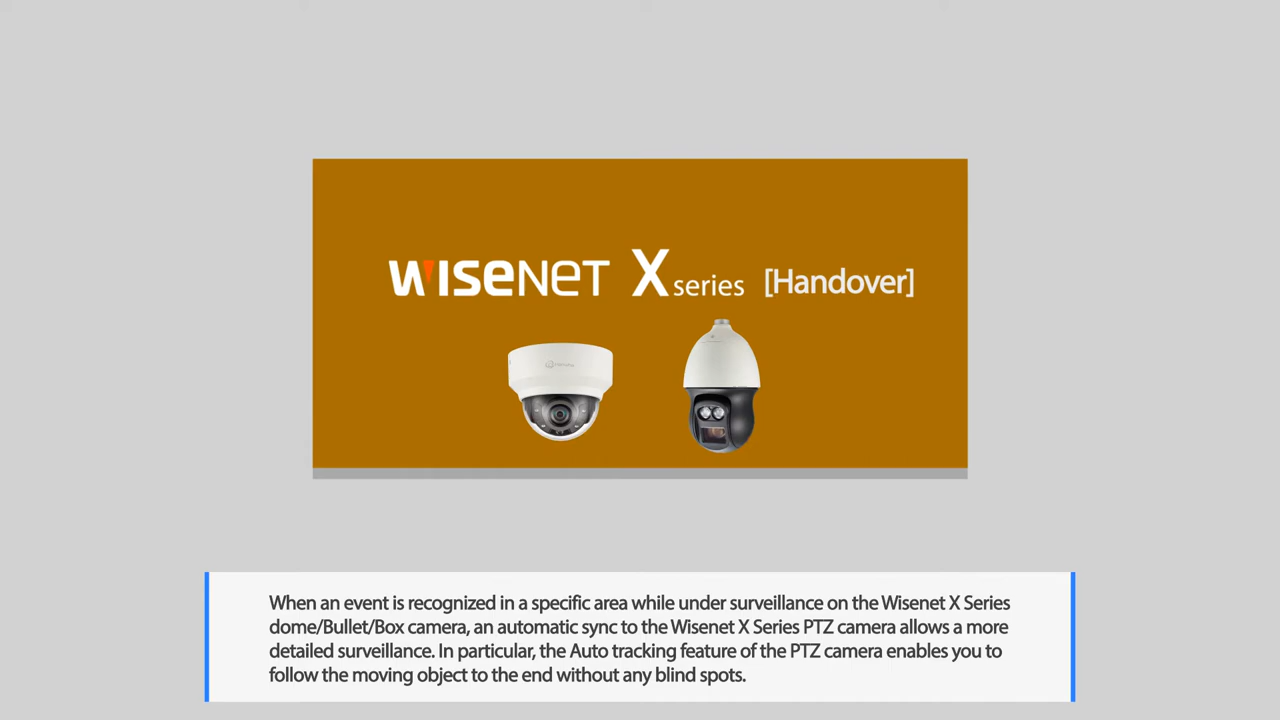 WISENET X series [Handover]
When an event is recognized in a specific area while under surveillance on the Wisenet X Series
dome/Bullet/Box camera, an automatic sync to the Wisenet X Series PTZ camera allows a more
detailed surveillance. In particular, the Auto tracking feature of the PTZ camera enables you to
follow the moving object to the end without any blind spots.